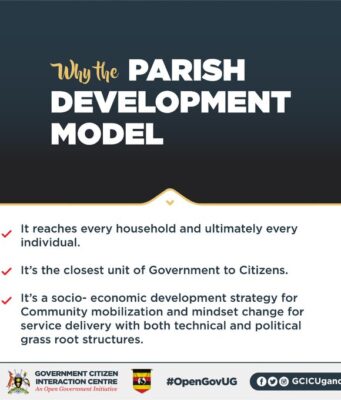 Why the PARISH
DEVELOPMENT
MODEL
It reaches every household and ultimately every
individual.
It's the closest unit of Government to Citizens.
It's a socio- economic development strategy for
Community mobilization and mindset change for
service delivery with both technical and political
grass root structures.
GOVERNMENT CITIZEN
INTERACTION CENTRE
An Open Government Initiative
#OpenGovUG
GCICUgan